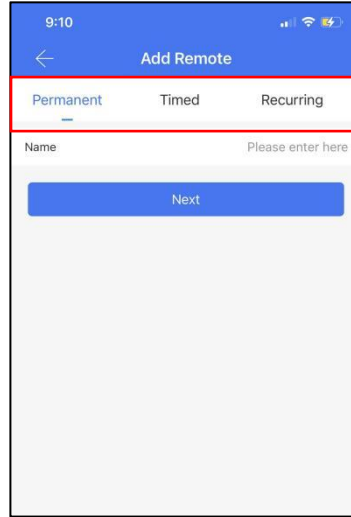 9:10
Add Remote
Permanent Timed Recurring
Name Please enter here
Next